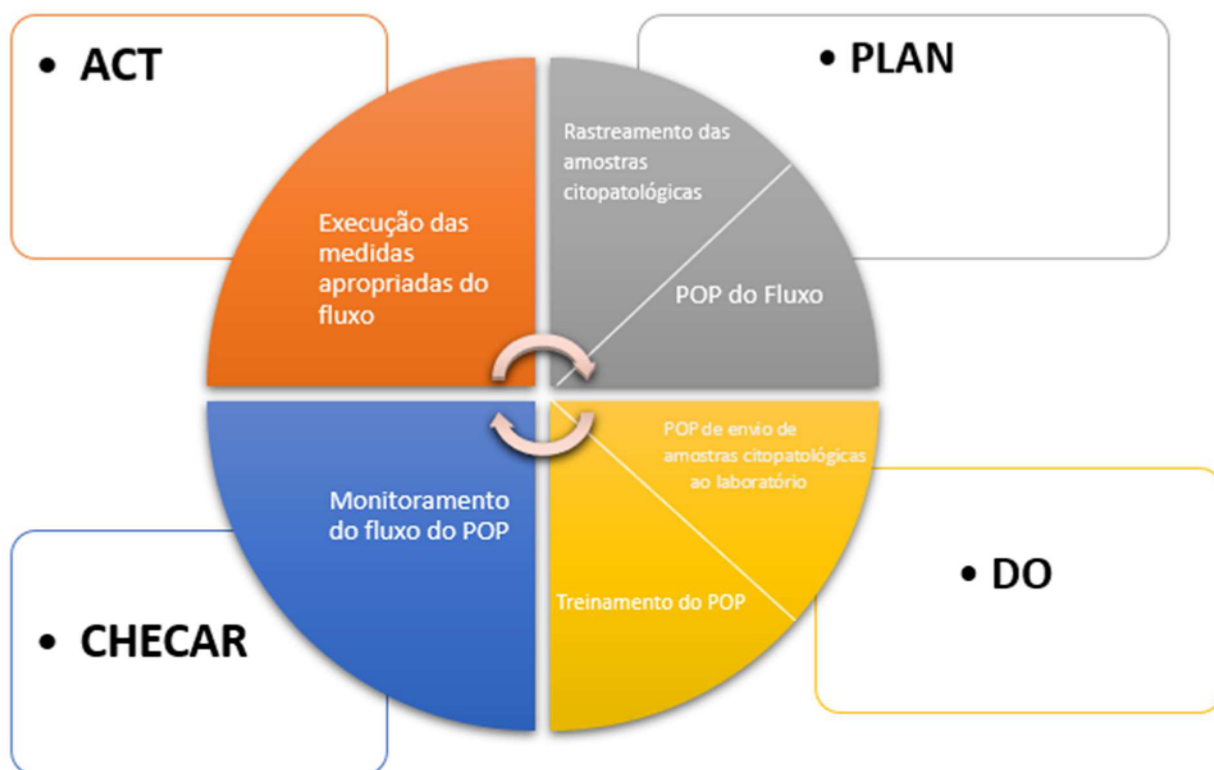 • ACT
• PLAN
Rastreamento das
amostras
citopatológicas
POP do Fluxo
Execução das
medidas
apropriadas do
fluxo
POP de envio de
amostras citopatológicas
ao laboratório
Treinamento do POP
• DO
Monitoramento
do fluxo do POP
• CHECAR